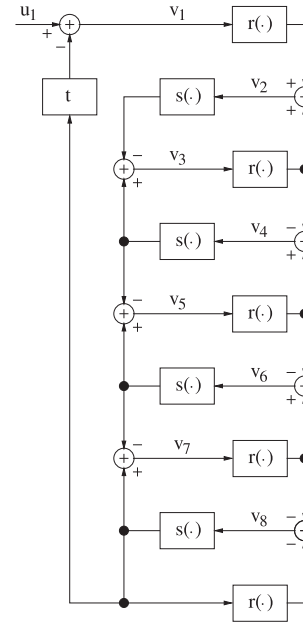 u1 + − v1 r(.)
t
s(.) v2 + +
− + v3 r(.)
s(.) v4 − +
− + v5 r(.)
s(.) v6 − +
− + v7 r(.)
s(.) v8 − −
r(.)